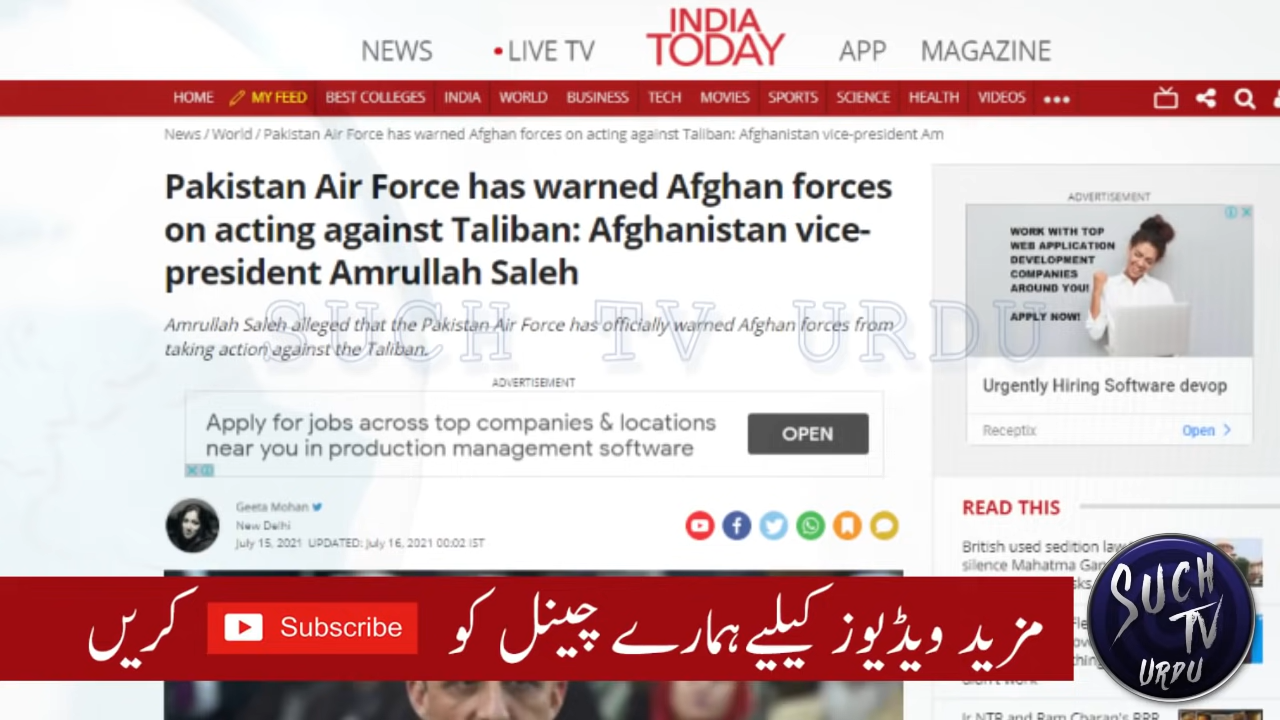 NEWS
LIVE TV
INDIA
TODAY
APP
MAGAZINE
HOME
MY FEED
BEST COLLEGES
INDIA
WORLD
BUSINESS
TECH
MOVIES
SPORTS
SCIENCE
HEALTH
VIDEOS
News / World / Pakistan Air Force has warned Afghan forces on acting against Taliban: Afghanistan vice-president Am
Pakistan Air Force has warned Afghan forces
on acting against Taliban: Afghanistan vice-
president Amrullah Saleh
Amrullah Saleh alleged that the Pakistan Air Force has officially warned Afghan forces from
taking action against the Taliban.
SUCH TV URDU
ADVERTISEMENT
Apply for jobs across top companies & locations
near you in production management software
OPEN
Geeta Mohan
New Delhi
July 15, 2021 UPDATED: July 16, 2021 00:02 IST
ADVERTISEMENT
WORK WITH TOP
WEB APPLICATION
DEVELOPMENT
COMPANIES
AROUND YOU!
APPLY NOW!
Urgently Hiring Software devop
Receptix
Open
READ THIS
British used sedition law
silence Mahatma Gan
مزید ویڈیوز کیلیے ہمارے چینل کو Subscribe کریں
SUCH
TV
URDU
Jr NTR and Ram Charan's RRR